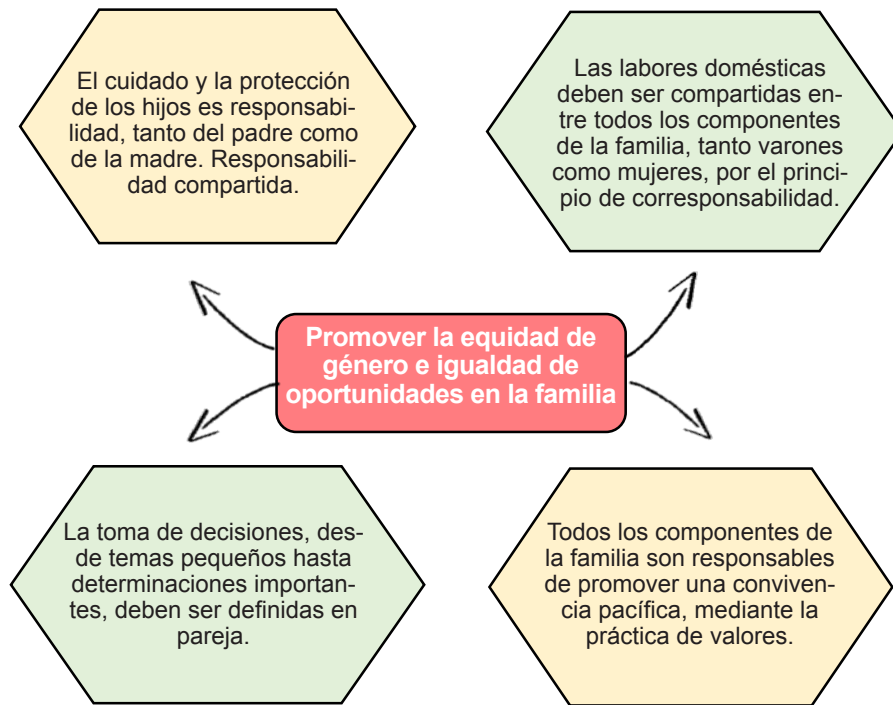 El cuidado y la protección
de los hijos es responsabi-
lidad, tanto del padre como
de la madre. Responsabili-
dad compartida.
Las labores domésticas
deben ser compartidas en-
tre todos los componentes
de la familia, tanto varones
como mujeres, por el princi-
pio de corresponsabilidad.
Promover la equidad de
género e igualdad de
oportunidades en la familia
La toma de decisiones, des-
de temas pequeños hasta
determinaciones importan-
tes, deben ser definidas en
pareja.
Todos los componentes de
la familia son responsables
de promover una conviven-
cia pacífica, mediante la
práctica de valores.